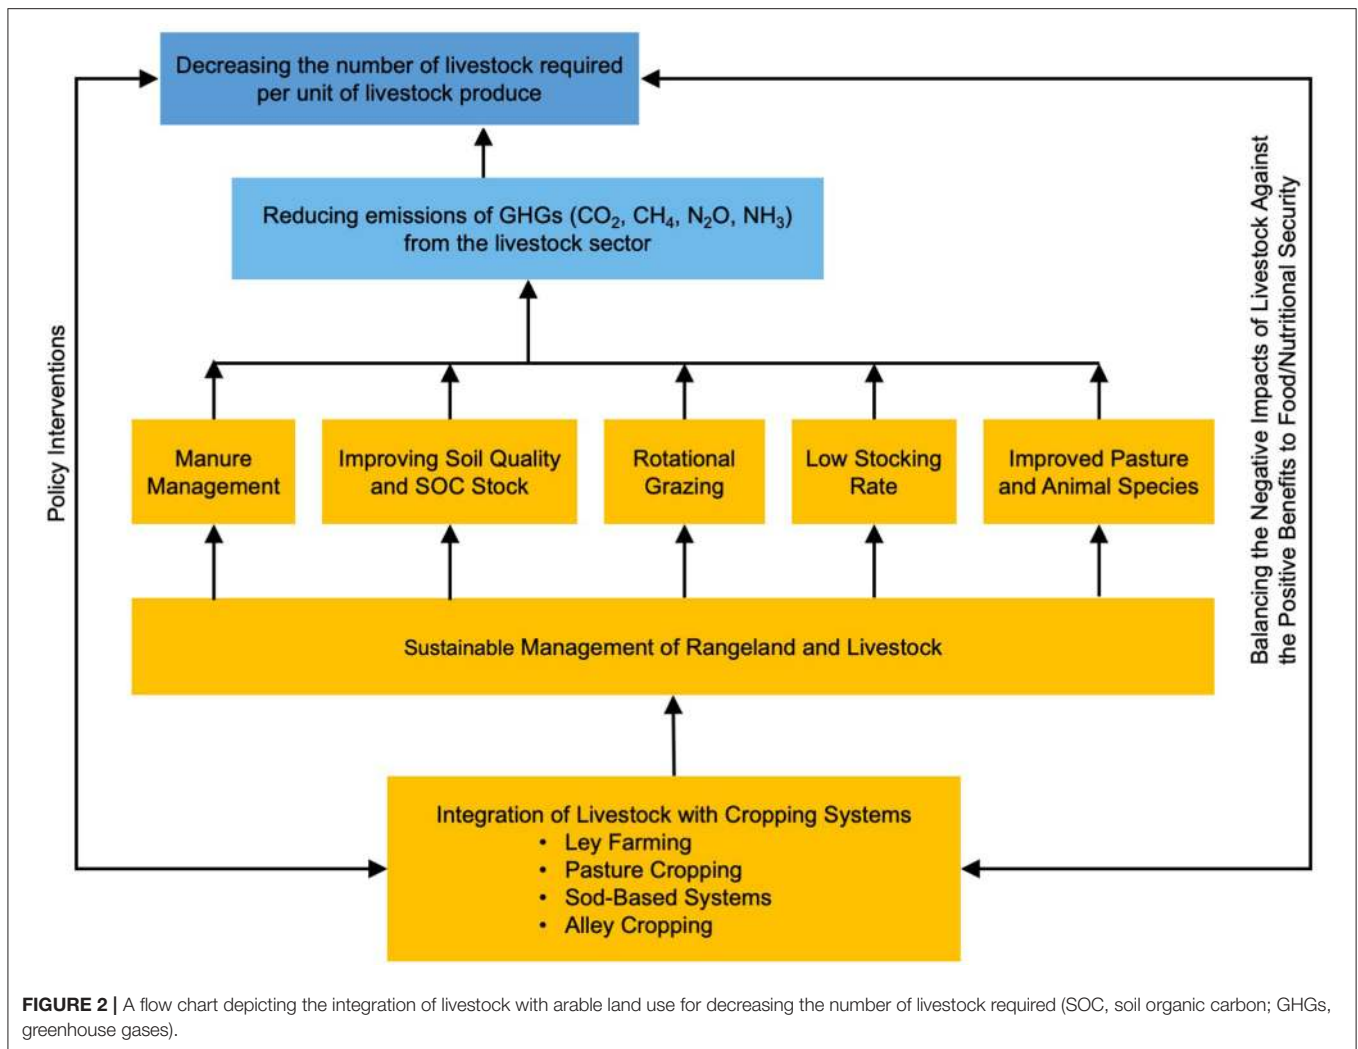 Decreasing the number of livestock required
per unit of livestock produce
Reducing emissions of GHGs (CO₂, CH₄, N₂O, NH₃)
from the livestock sector
Policy Interventions
Balancing the Negative Impacts of Livestock Against
the Positive Benefits to Food/Nutritional Security
Manure
Management
Improving Soil Quality
and SOC Stock
Rotational
Grazing
Low Stocking
Rate
Improved Pasture
and Animal Species
Sustainable Management of Rangeland and Livestock
Integration of Livestock with Cropping Systems
• Ley Farming
• Pasture Cropping
• Sod-Based Systems
• Alley Cropping
FIGURE 2 | A flow chart depicting the integration of livestock with arable land use for decreasing the number of livestock required (SOC, soil organic carbon; GHGs,
greenhouse gases).